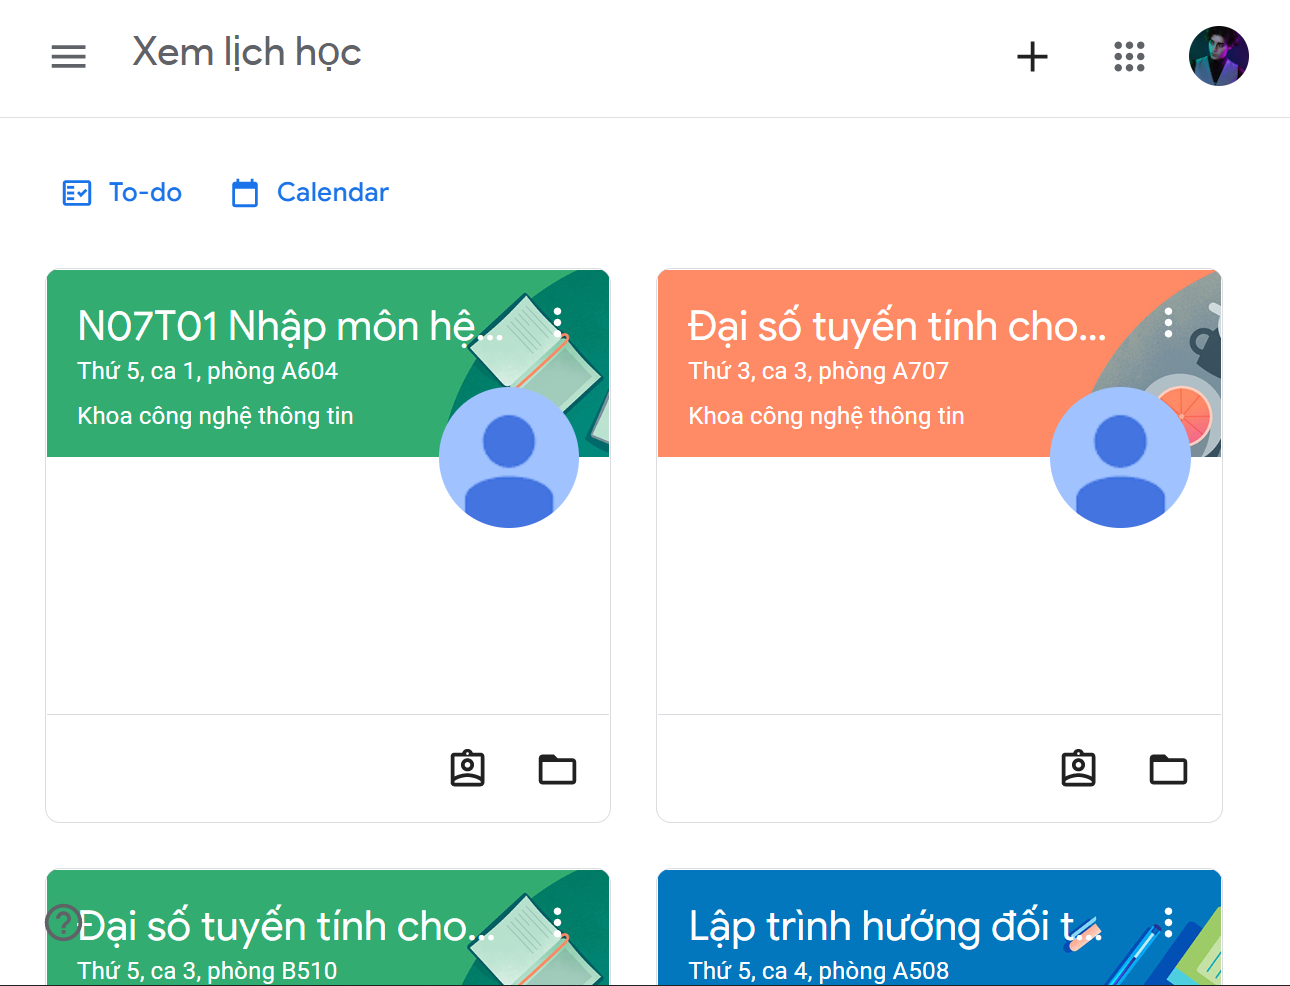 Xem lịch học
To-do
Calendar
N07T01 Nhập môn hệ...
Thứ 5, ca 1, phòng A604
Khoa công nghệ thông tin
Đại số tuyến tính cho...
Thứ 3, ca 3, phòng A707
Khoa công nghệ thông tin
Đại số tuyến tính cho...
Thứ 5, ca 3, phòng B510
Lập trình hướng đối t...
Thứ 5, ca 4, phòng A508